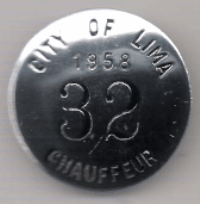 CITY OF LIMA
1958
32
CHAUFFEUR